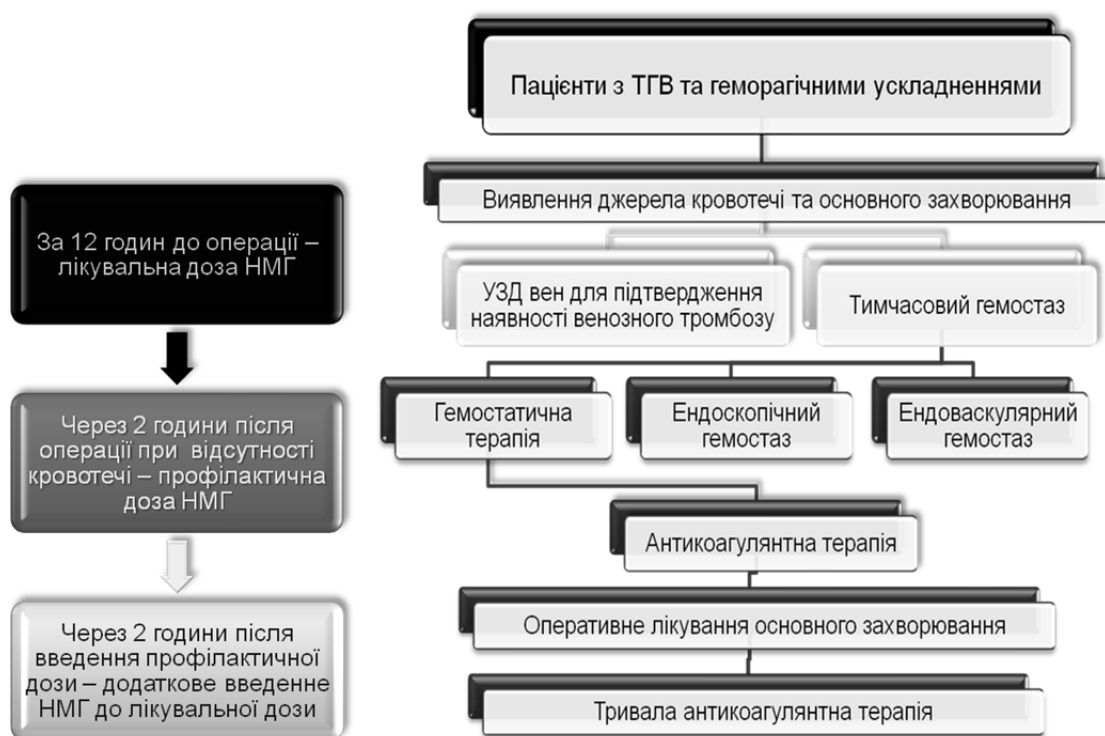 За 12 годин до операції –
лікувальна доза НМГ
Через 2 години після
операції при відсутності
кровотечі – профілактична
доза НМГ
Через 2 години після
введення профілактичної
дози – додаткове введенне
НМГ до лікувальної дози
Пацієнти з ТГВ та геморагічними ускладненнями
Виявлення джерела кровотечі та основного захворювання
УЗД вен для підтвердження
наявності венозного тромбозу
Тимчасовий гемостаз
Гемостатична
терапія
Ендоскопічний
гемостаз
Ендоваскулярний
гемостаз
Антикоагулянтна терапія
Оперативне лікування основного захворювання
Тривала антикоагулянтна терапія